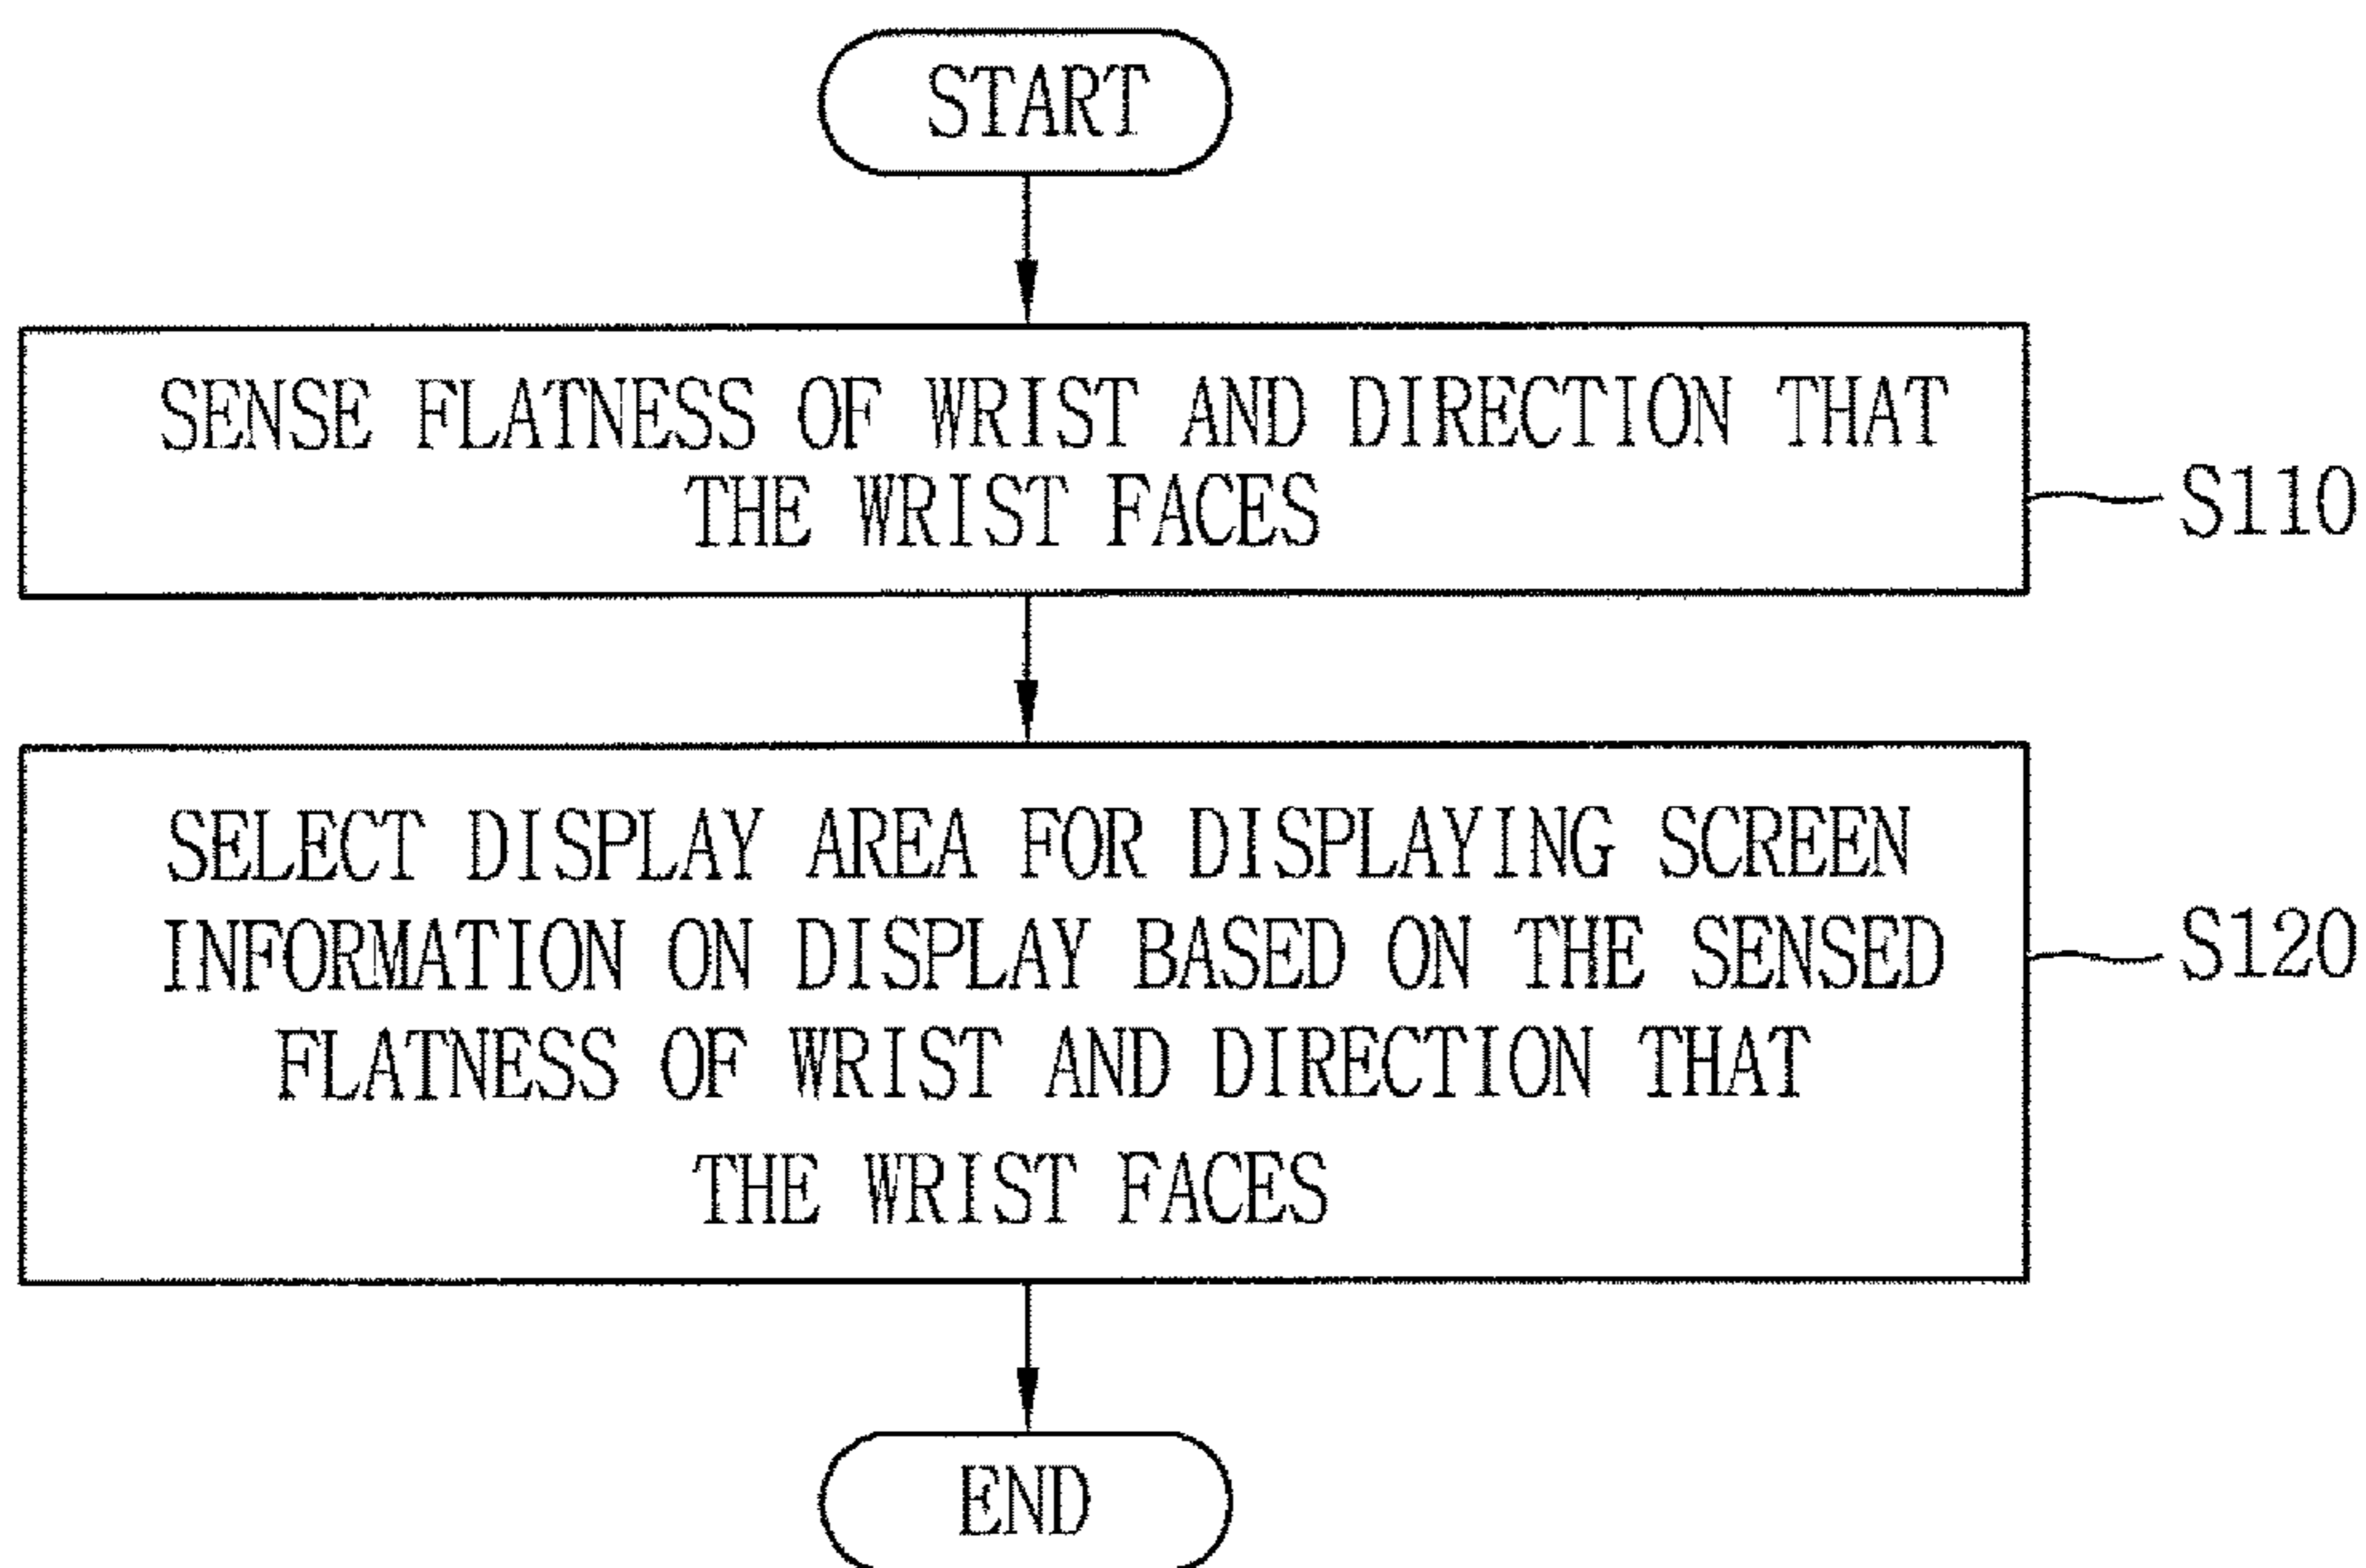 START
SENSE FLATNESS OF WRIST AND DIRECTION THAT
THE WRIST FACES
S110
SELECT DISPLAY AREA FOR DISPLAYING SCREEN
INFORMATION ON DISPLAY BASED ON THE SENSED
FLATNESS OF WRIST AND DIRECTION THAT
THE WRIST FACES
S120
END